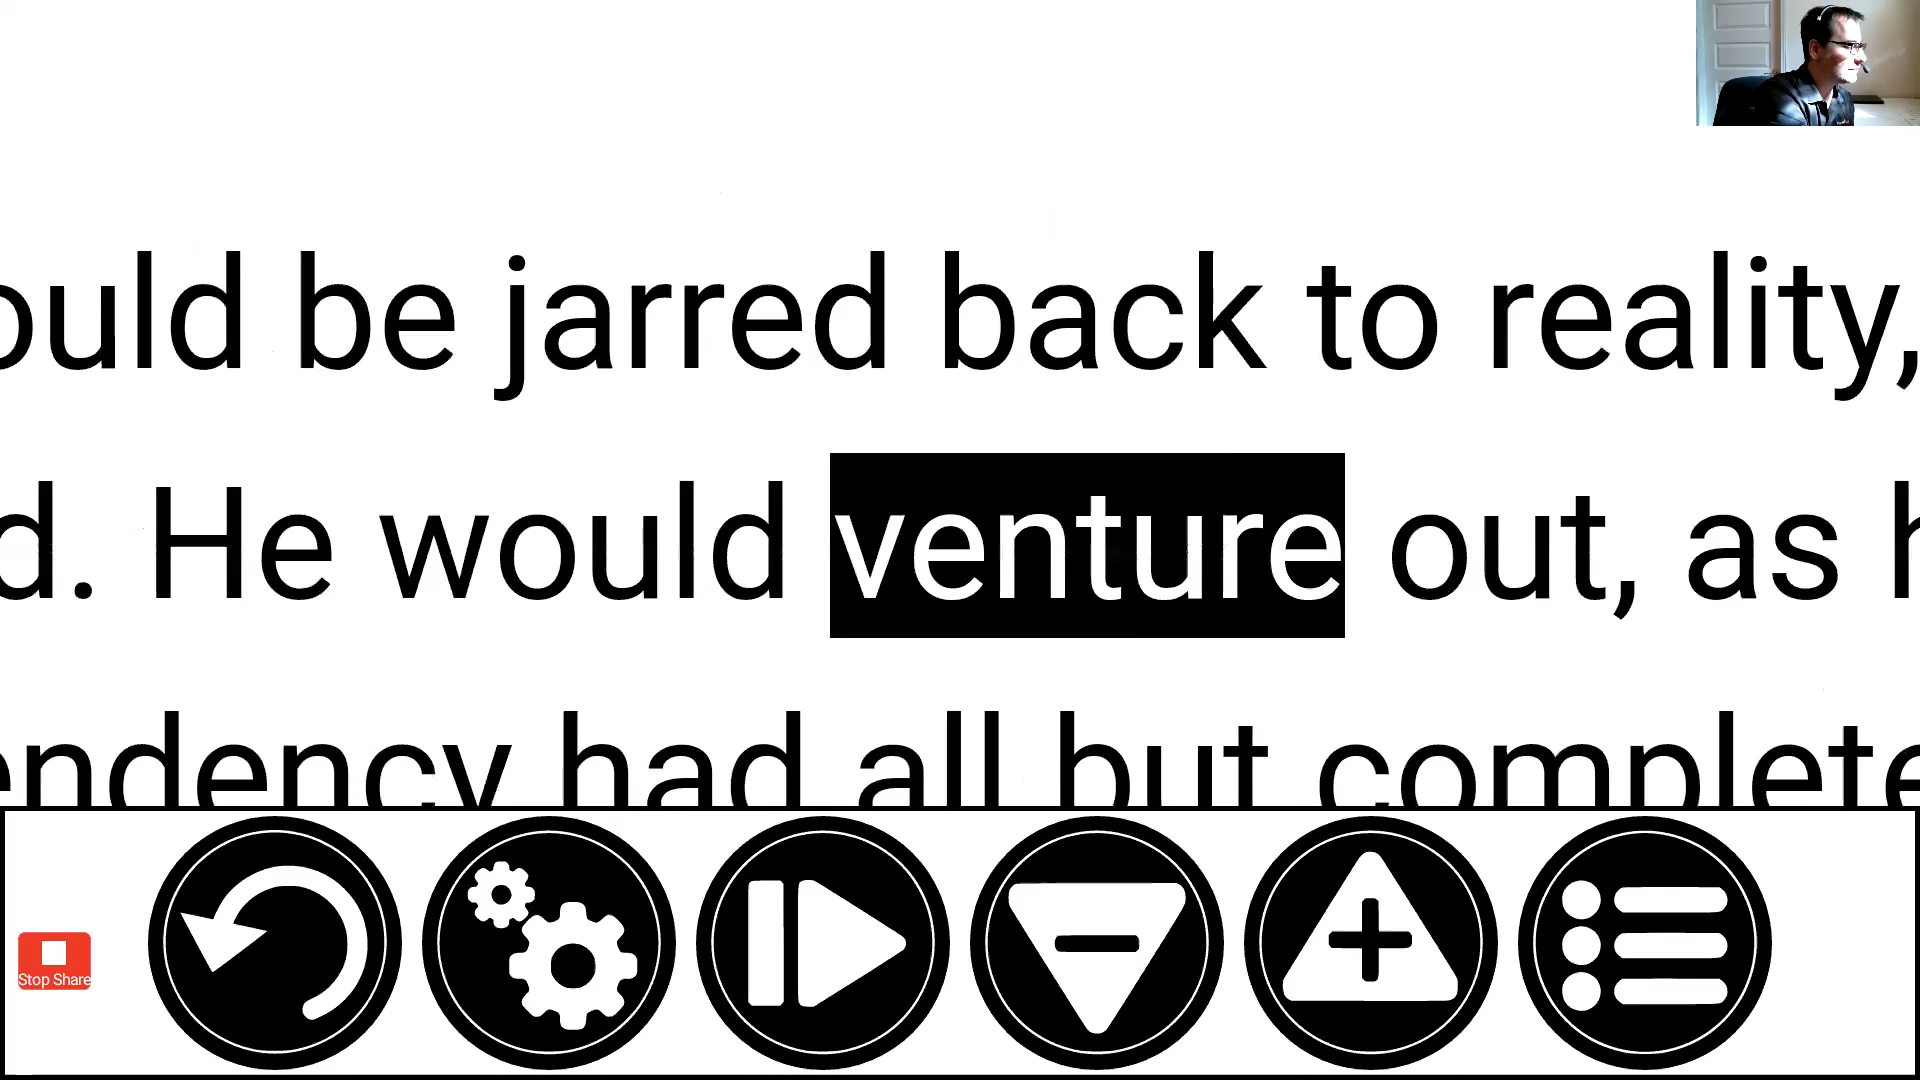 ould be jarred back to reality,
d. He would venture out, as h
endency had all but complete
Stop Share